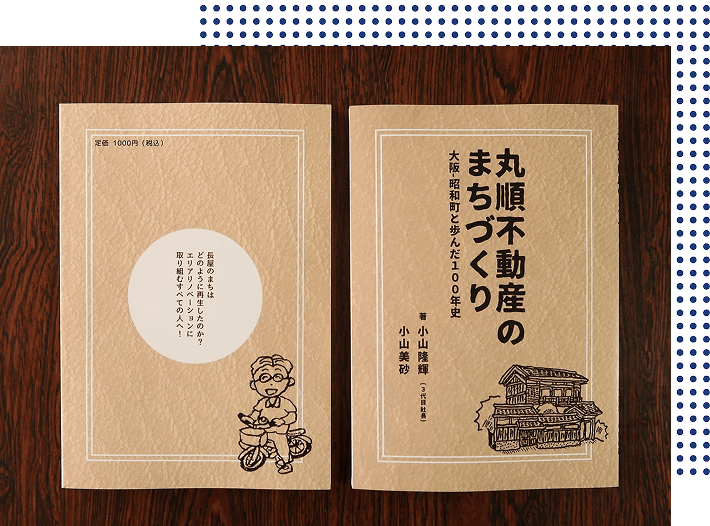 定価 1000円（税込）
長屋のまちは
どのように再生したのか？
エリアリノベーションに
取り組むすべての人へ！
丸順不動産の
まちづくり
大阪-昭和町と歩んだ１００年史
著 小山隆輝（３代目社長）
小山美砂